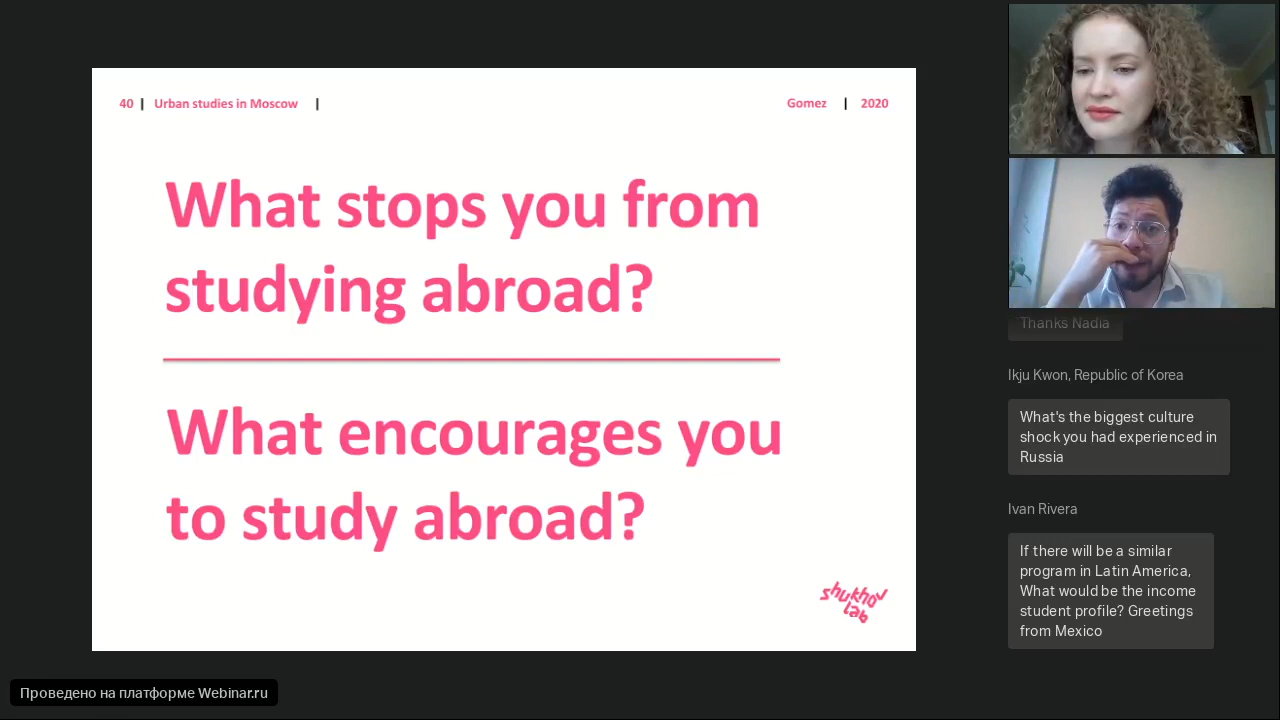 40 | Urban studies in Moscow |
Gomez | 2020
What stops you from
studying abroad?
What encourages you
to study abroad?
shukhov
lab
Thanks Nadia
Ikju Kwon, Republic of Korea
What's the biggest culture
shock you had experienced in
Russia
Ivan Rivera
If there will be a similar
program in Latin America,
What would be the income
student profile? Greetings
from Mexico
Проведено на платформе Webinar.ru